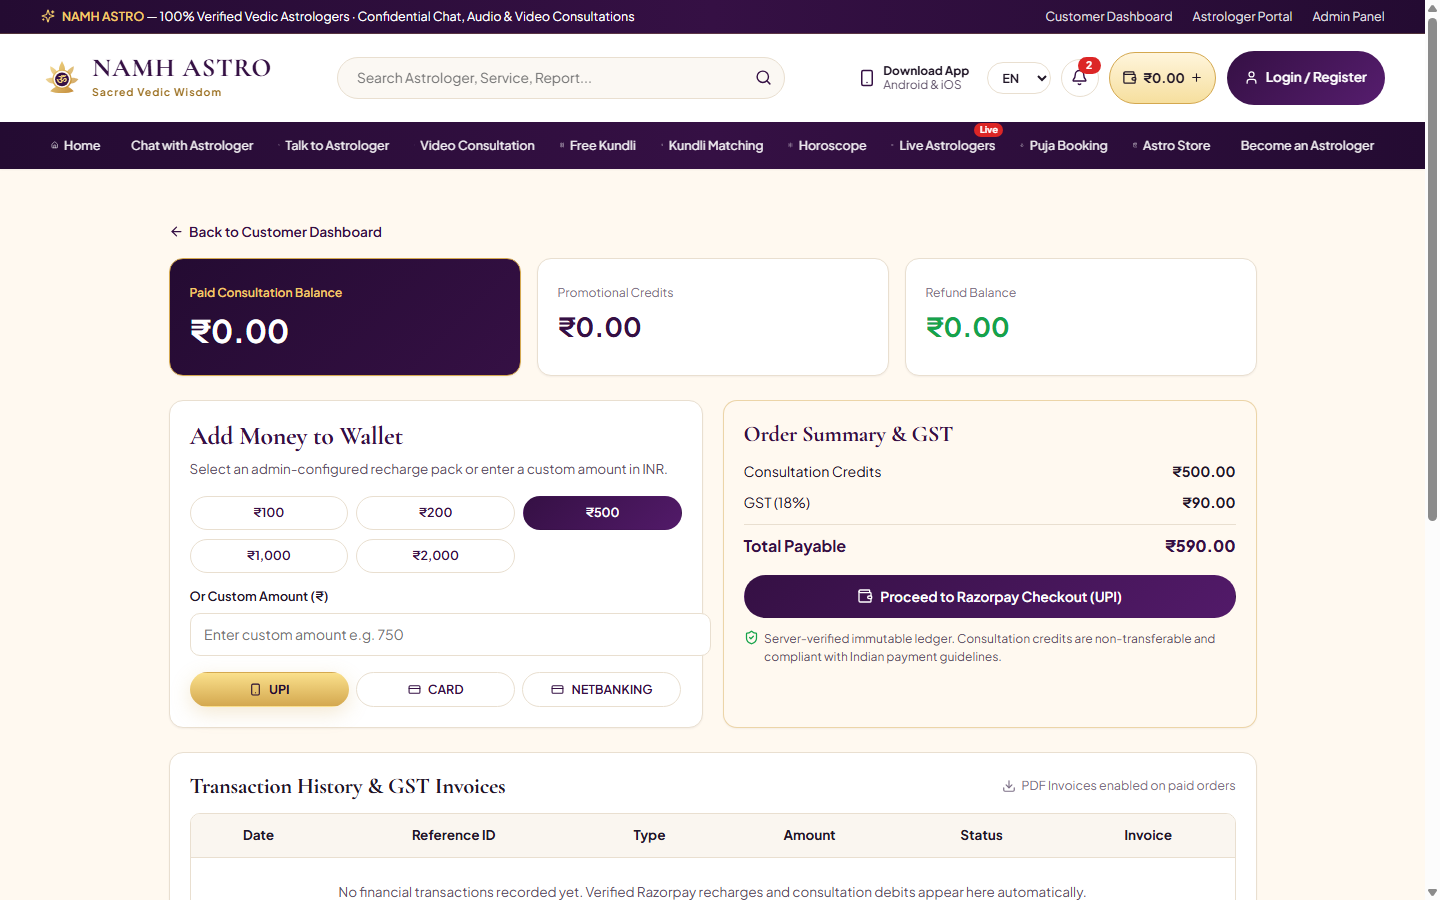 NAMH ASTRO — 100% Verified Vedic Astrologers · Confidential Chat, Audio & Video Consultations
Customer Dashboard
Astrologer Portal
Admin Panel
NAMH ASTRO
Sacred Vedic Wisdom
Search Astrologer, Service, Report...
Download App
Android & iOS
EN
2
₹0.00 +
Login / Register
Home
Chat with Astrologer
Talk to Astrologer
Video Consultation
Free Kundli
Kundli Matching
Horoscope
Live Astrologers
Live
Puja Booking
Astro Store
Become an Astrologer
← Back to Customer Dashboard
Paid Consultation Balance
₹0.00
Promotional Credits
₹0.00
Refund Balance
₹0.00
Add Money to Wallet
Select an admin-configured recharge pack or enter a custom amount in INR.
₹100
₹200
₹500
₹1,000
₹2,000
Or Custom Amount (₹)
Enter custom amount e.g. 750
UPI
CARD
NETBANKING
Order Summary & GST
Consultation Credits ₹500.00
GST (18%) ₹90.00
Total Payable ₹590.00
Proceed to Razorpay Checkout (UPI)
Server-verified immutable ledger. Consultation credits are non-transferable and
compliant with Indian payment guidelines.
Transaction History & GST Invoices
PDF Invoices enabled on paid orders
Date Reference ID Type Amount Status Invoice
No financial transactions recorded yet. Verified Razorpay recharges and consultation debits appear here automatically.